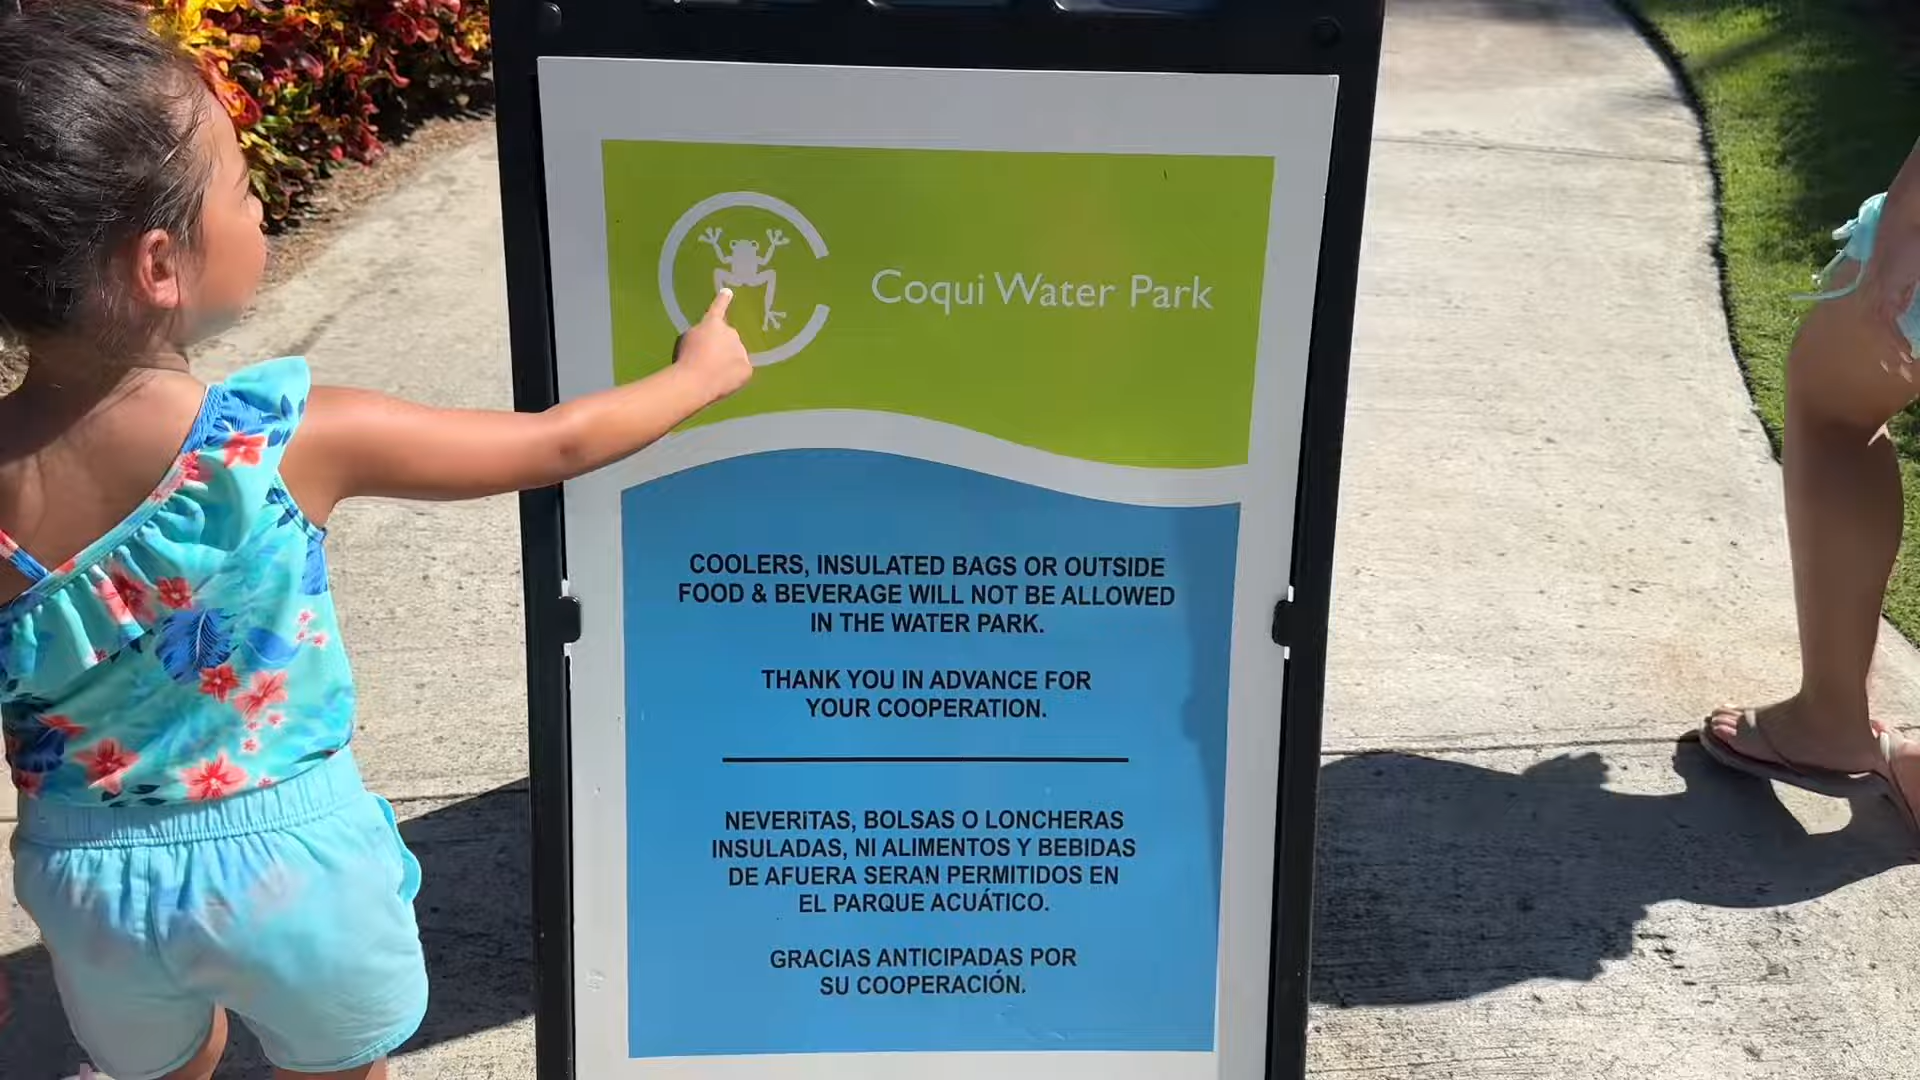 Coqui Water Park
COOLERS, INSULATED BAGS OR OUTSIDE
FOOD & BEVERAGE WILL NOT BE ALLOWED
IN THE WATER PARK.
THANK YOU IN ADVANCE FOR
YOUR COOPERATION.
NEVERITAS, BOLSAS O LONCHERAS
INSULADAS, NI ALIMENTOS Y BEBIDAS
DE AFUERA SERAN PERMITIDOS EN
EL PARQUE ACUÁTICO.
GRACIAS ANTICIPADAS POR
SU COOPERACIÓN.